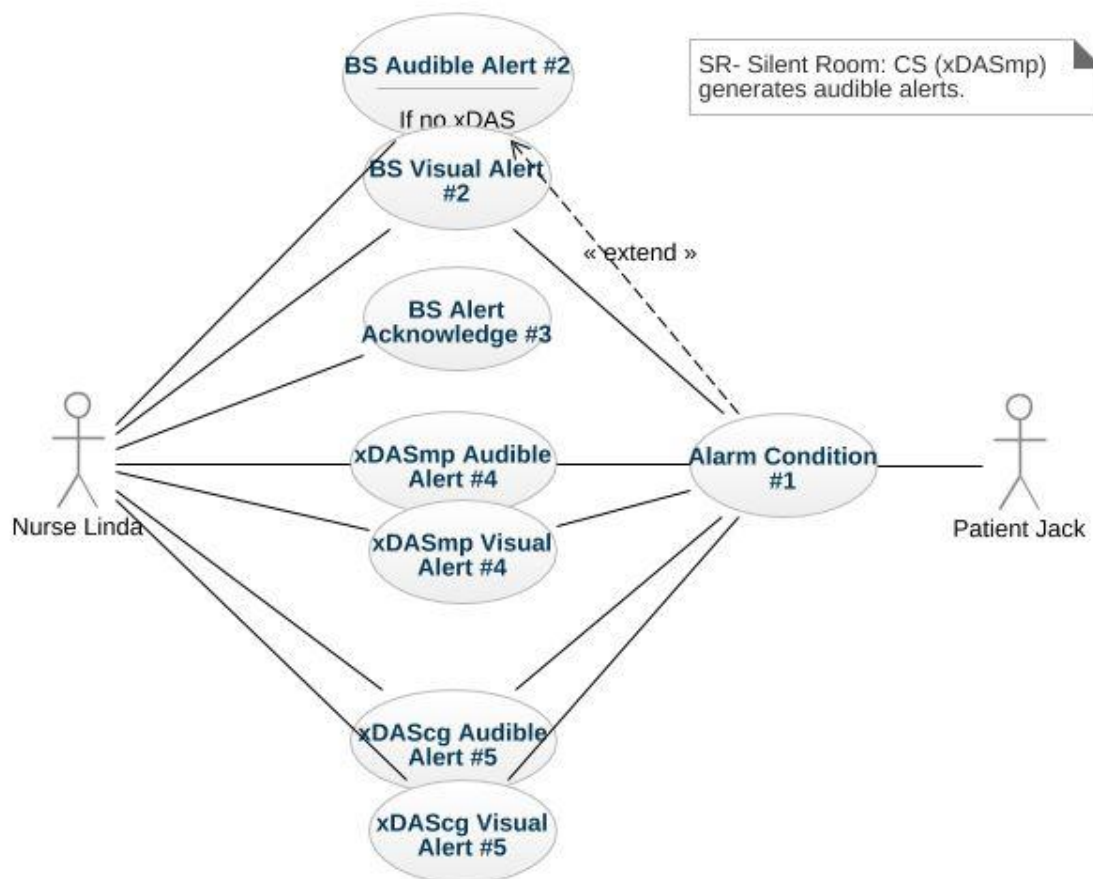 BS Audible Alert #2
If no xDAS
SR- Silent Room: CS (xDASmp)
generates audible alerts.
BS Visual Alert
#2
« extend »
BS Alert
Acknowledge #3
xDASmp Audible
Alert #4
Alarm Condition
#1
Nurse Linda
Patient Jack
xDASmp Visual
Alert #4
xDAScg Audible
Alert #5
xDAScg Visual
Alert #5